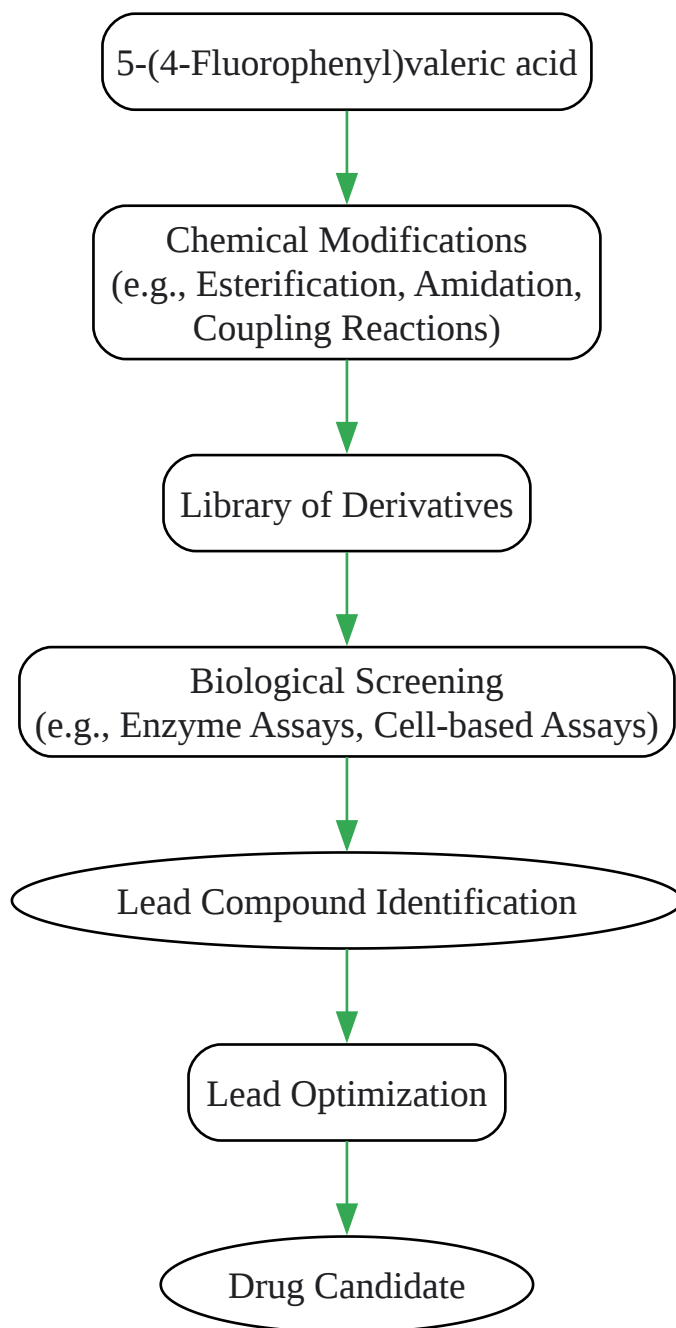 5-(4-Fluorophenyl)valeric acid
Chemical Modifications
(e.g., Esterification, Amidation,
Coupling Reactions)
Library of Derivatives
Biological Screening
(e.g., Enzyme Assays, Cell-based Assays)
Lead Compound Identification
Lead Optimization
Drug Candidate